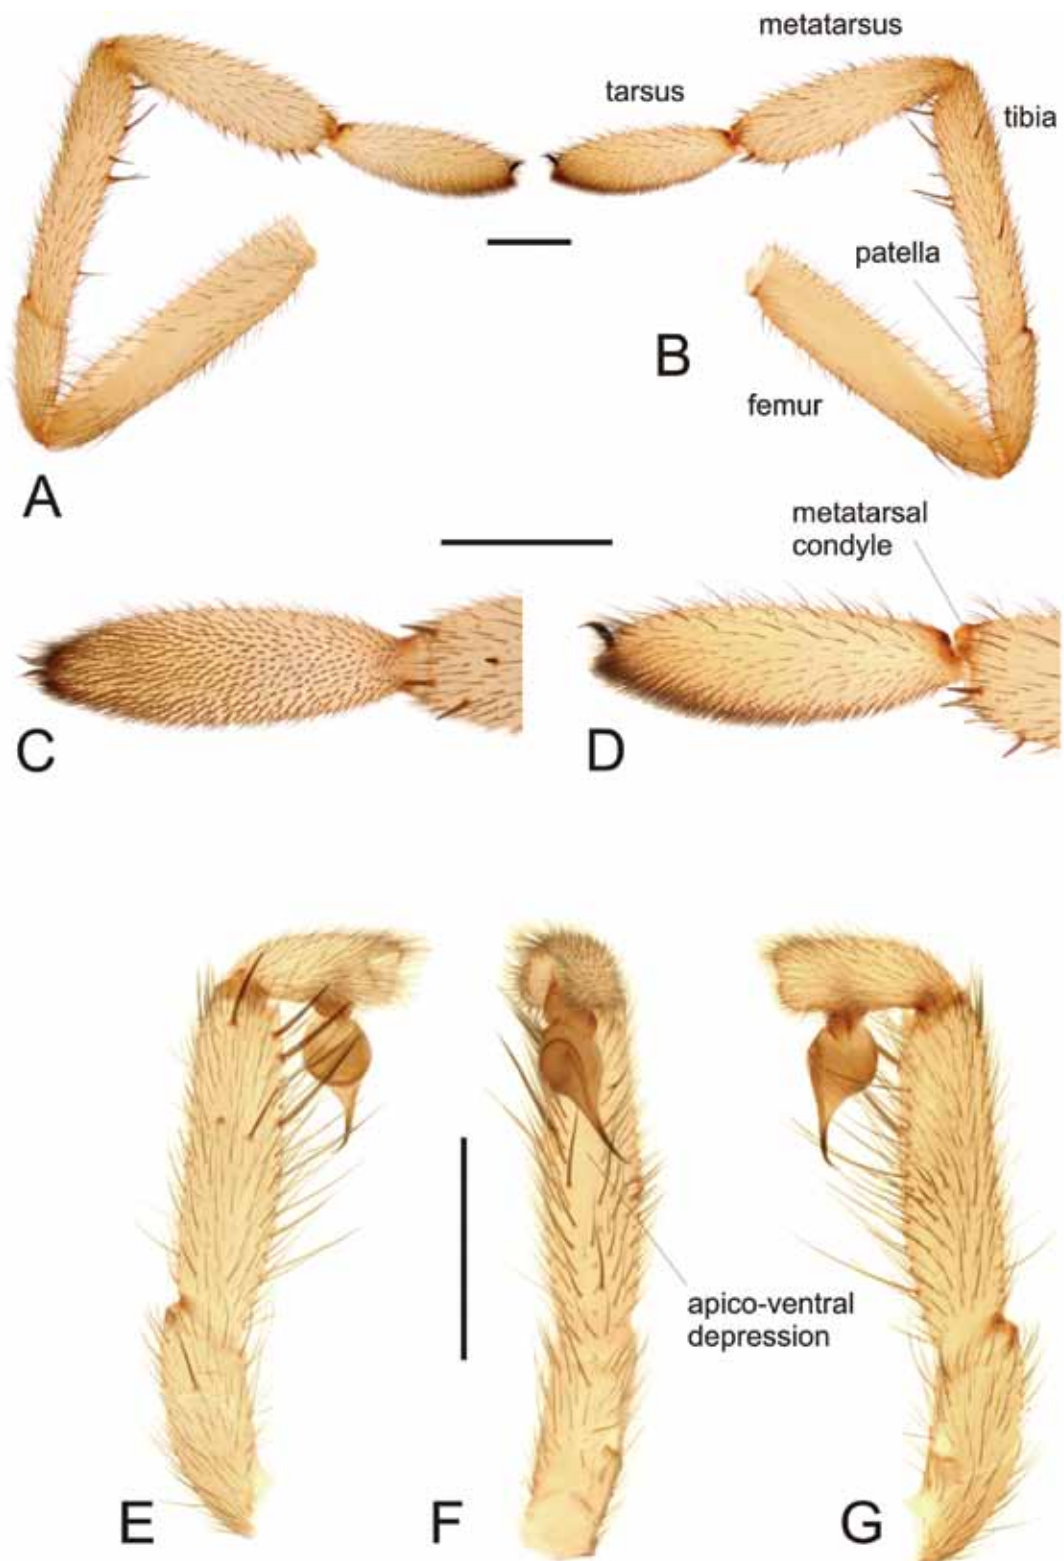 metatarsus
tarsus
tibia
patella
B
femur
A
metatarsal
condyle
C
D
apico-ventral
depression
E
F
G